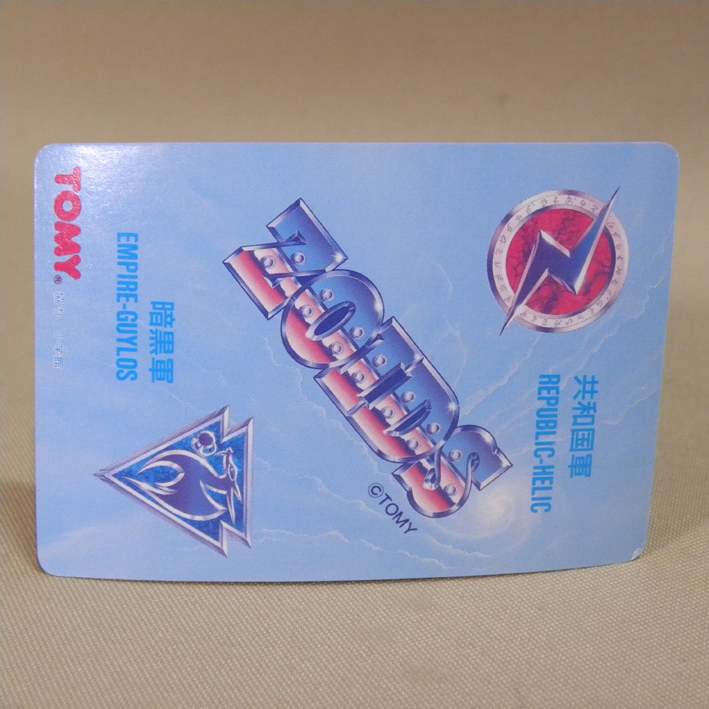 共和国軍
REPUBLIC-HELIC
ZOIDS
©TOMY
暗黒軍
EMPIRE-GUYLOS
TOMY®